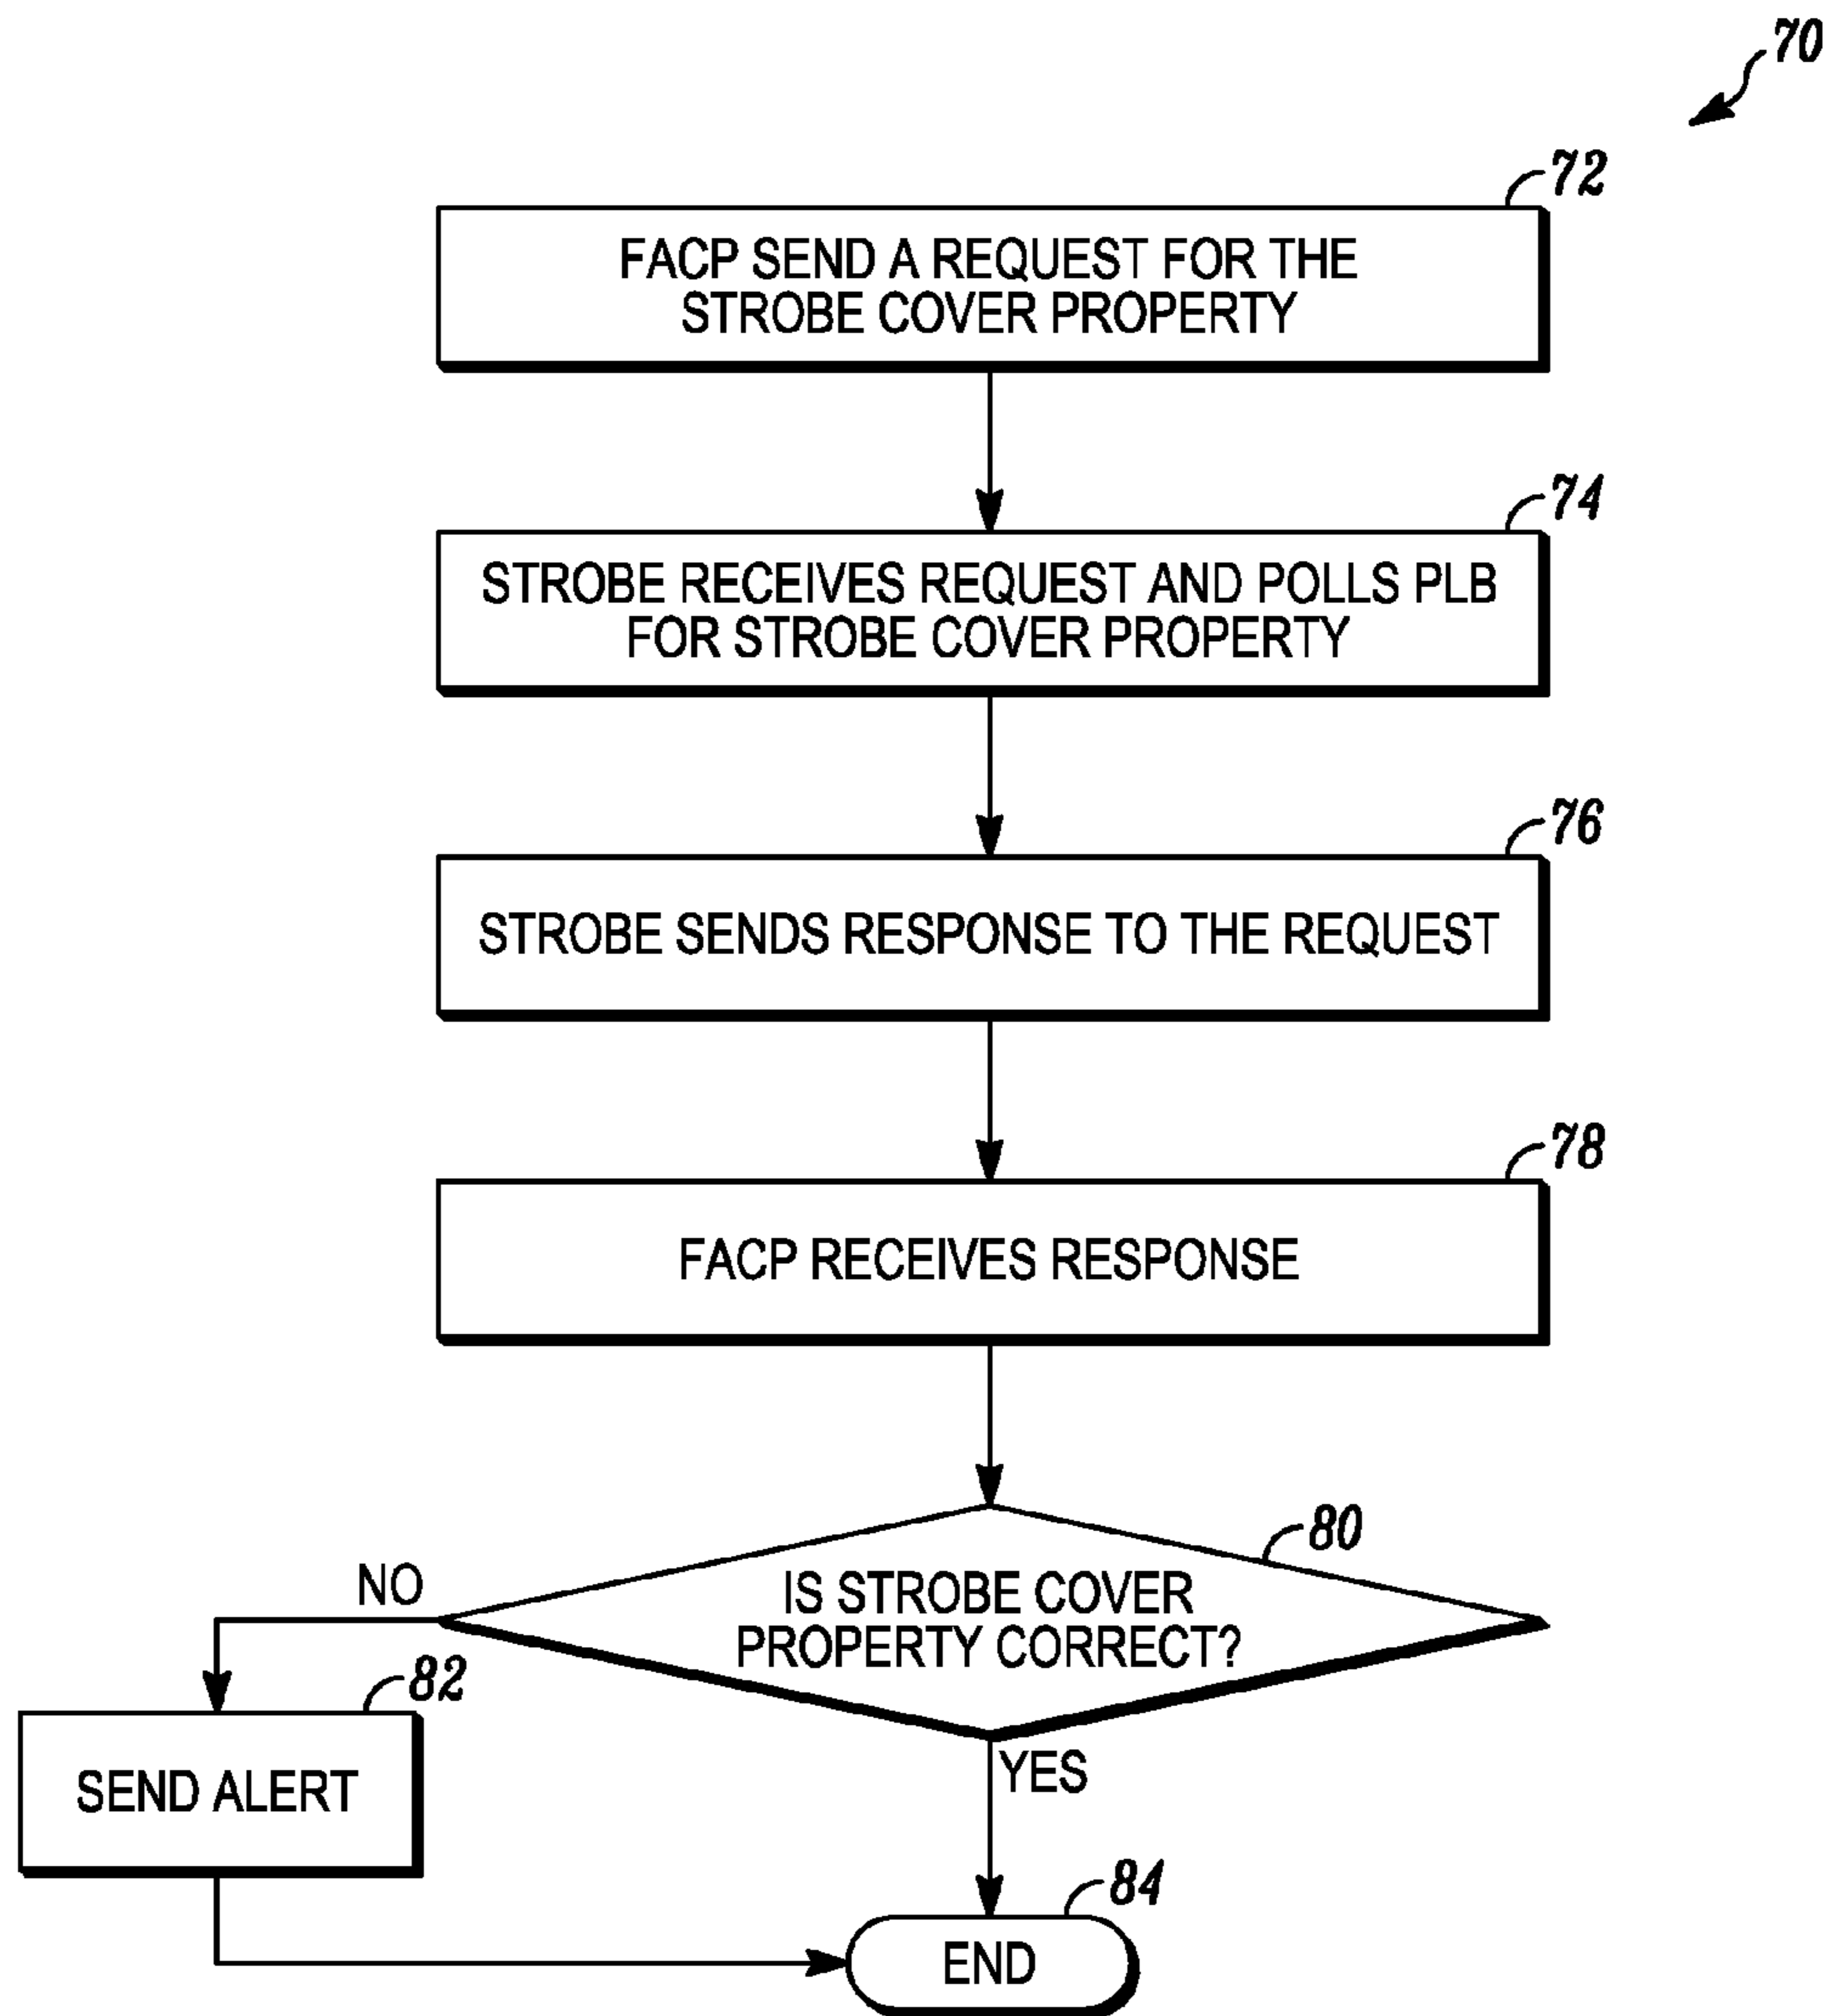 70
72
FACP SEND A REQUEST FOR THE
STROBE COVER PROPERTY
74
STROBE RECEIVES REQUEST AND POLLS PLB
FOR STROBE COVER PROPERTY
76
STROBE SENDS RESPONSE TO THE REQUEST
78
FACP RECEIVES RESPONSE
80
IS STROBE COVER
PROPERTY CORRECT?
NO
82
SEND ALERT
YES
84
END